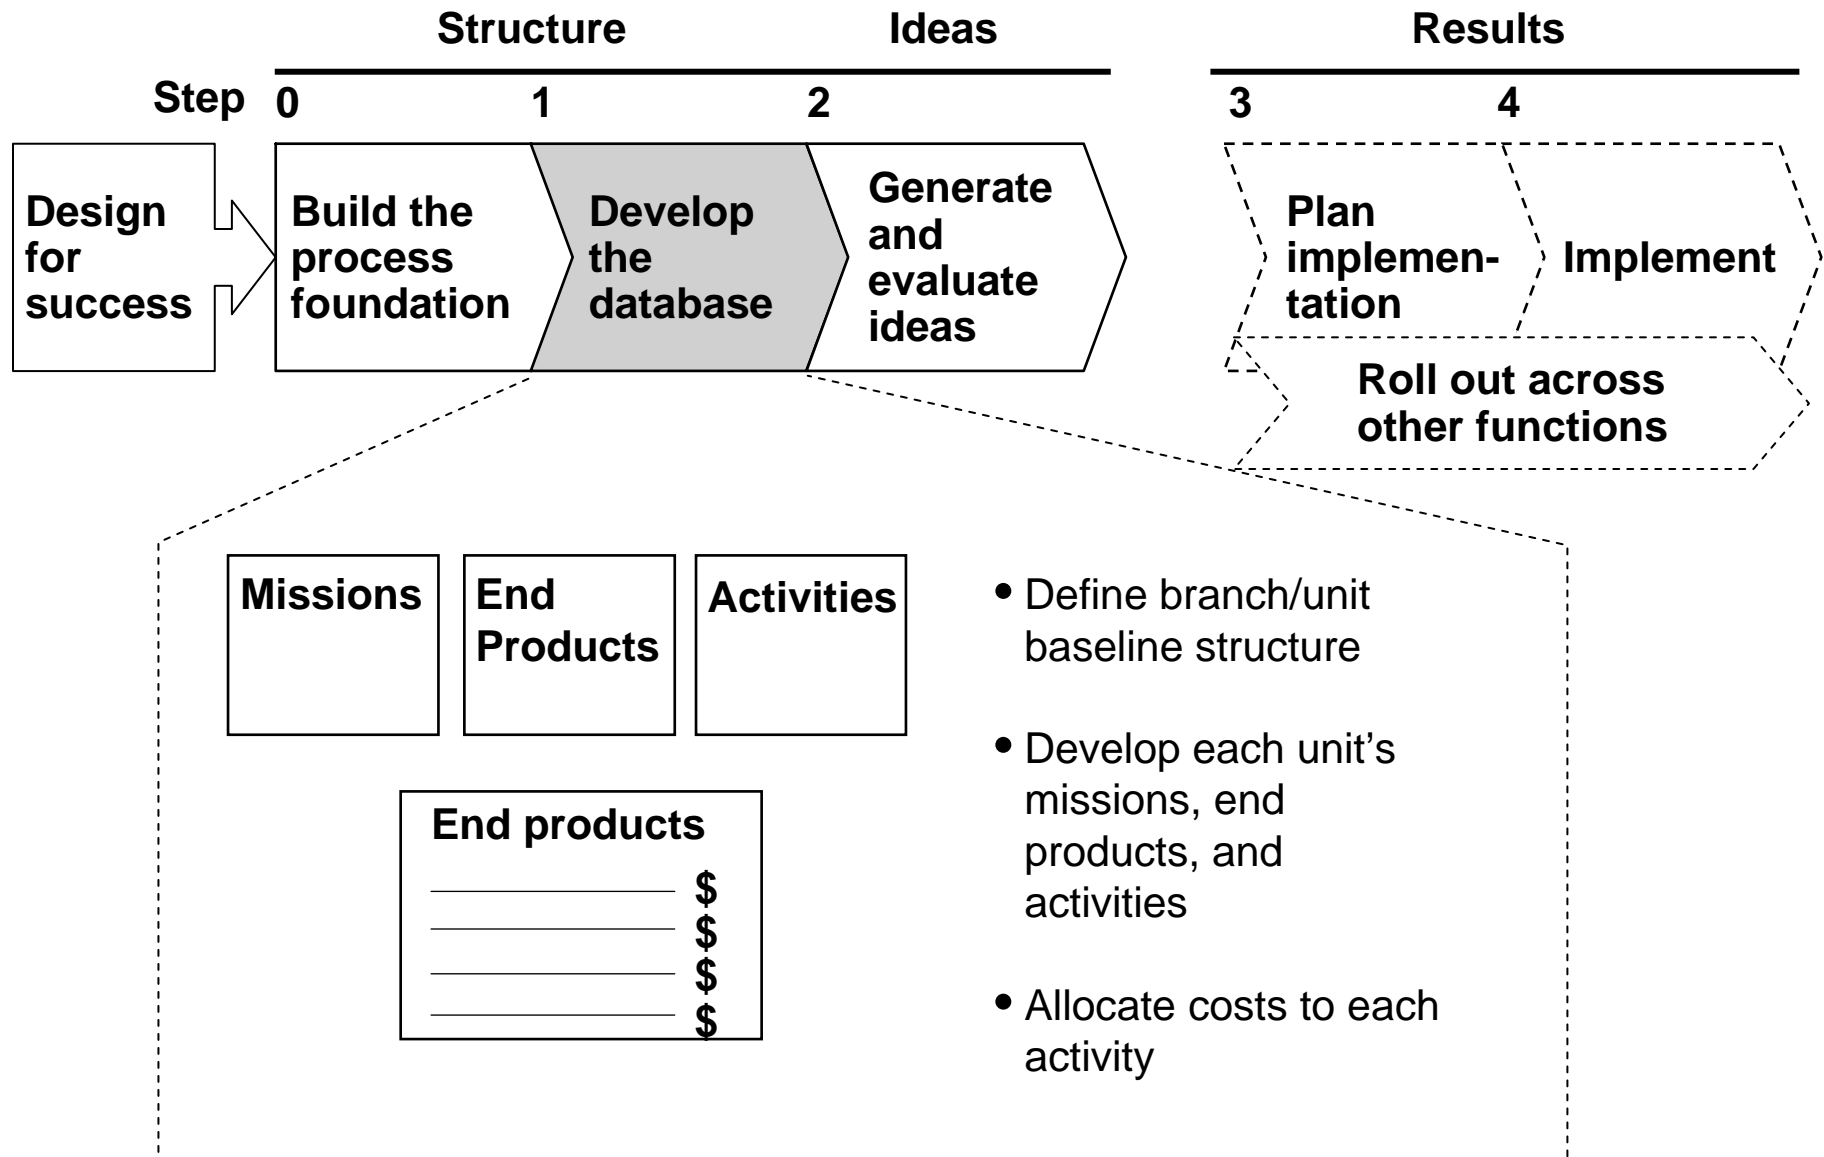 Structure
Ideas
Results
Step 0 1 2 3 4
Design
for
success
Build the
process
foundation
Develop
the
database
Generate
and
evaluate
ideas
Plan
implemen-
tation
Implement
Roll out across
other functions
Missions
End
Products
Activities
End products
$
$
$
$
• Define branch/unit
baseline structure
• Develop each unit’s
missions, end
products, and
activities
• Allocate costs to each
activity